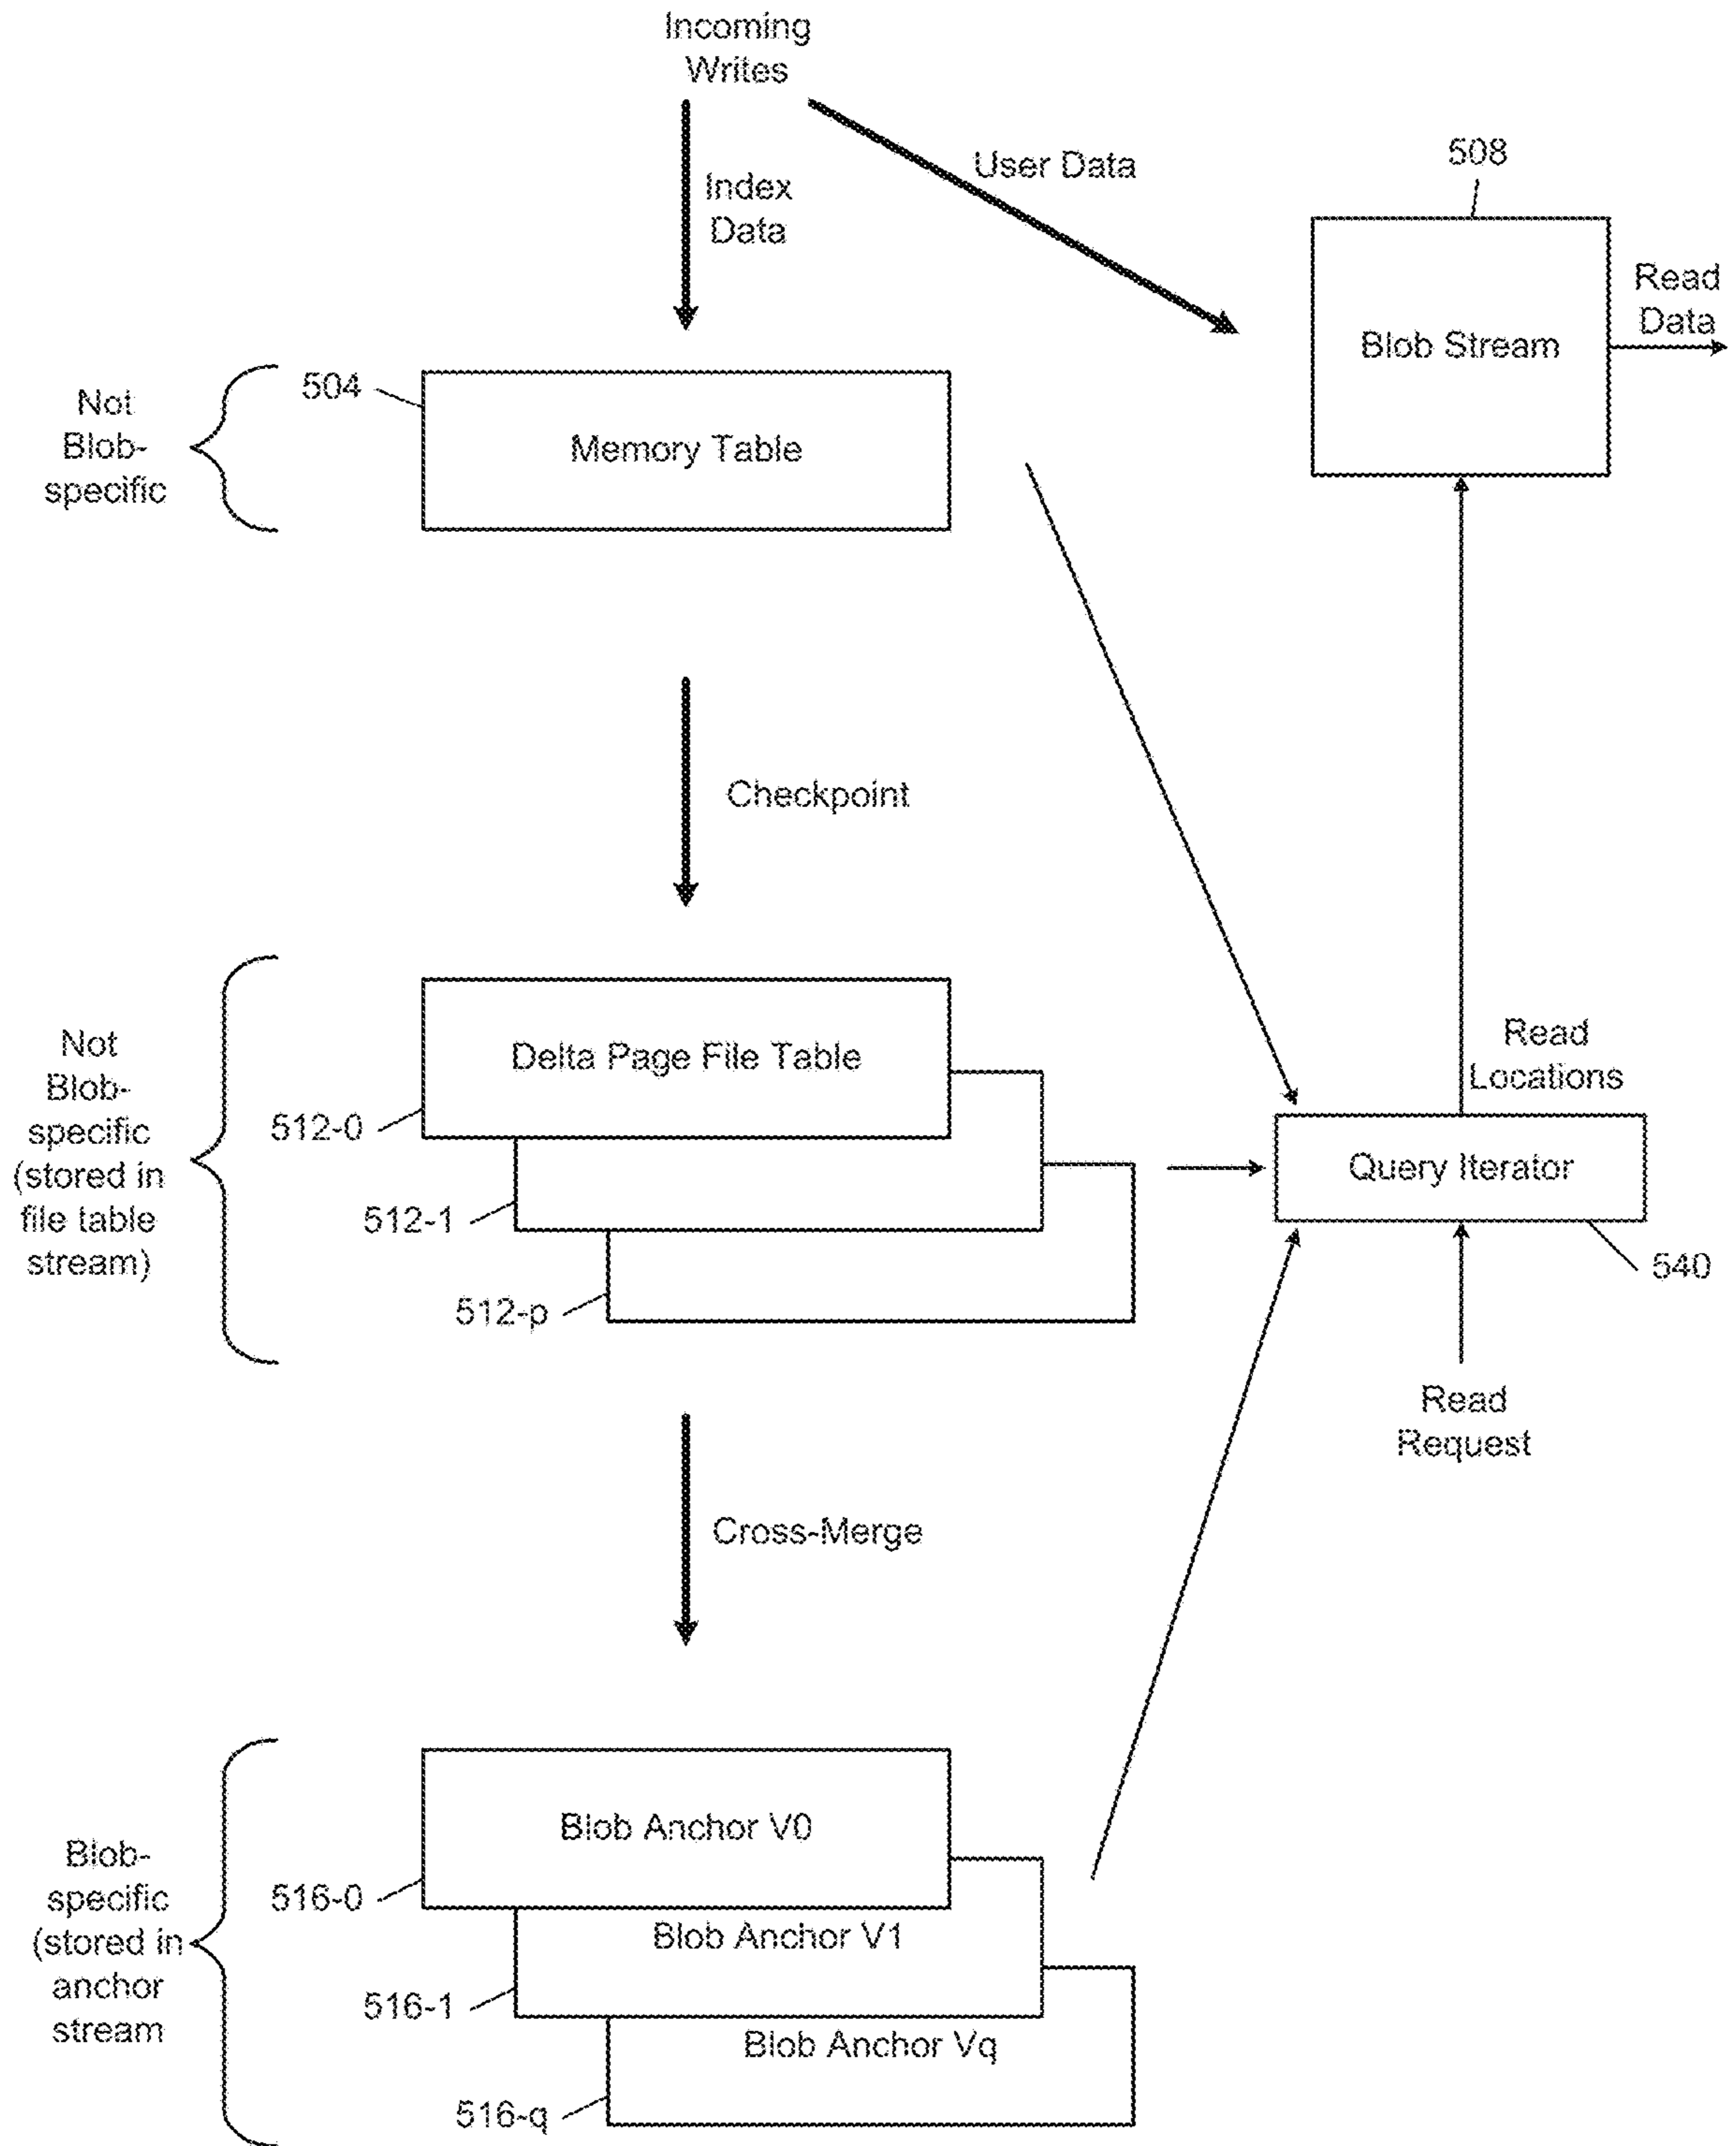 Incoming
Writes
Index
Data
User Data
508
Blob Stream
Read
Data
Not
Blob-
specific
504
Memory Table
Checkpoint
Not
Blob-
specific
(stored in
file table
stream)
Delta Page File Table
512-0
512-1
512-p
Read
Locations
Query Iterator
540
Read
Request
Cross-Merge
Blob-
specific
(stored in
anchor
stream
Blob Anchor V0
516-0
Blob Anchor V1
516-1
Blob Anchor Vq
516-q